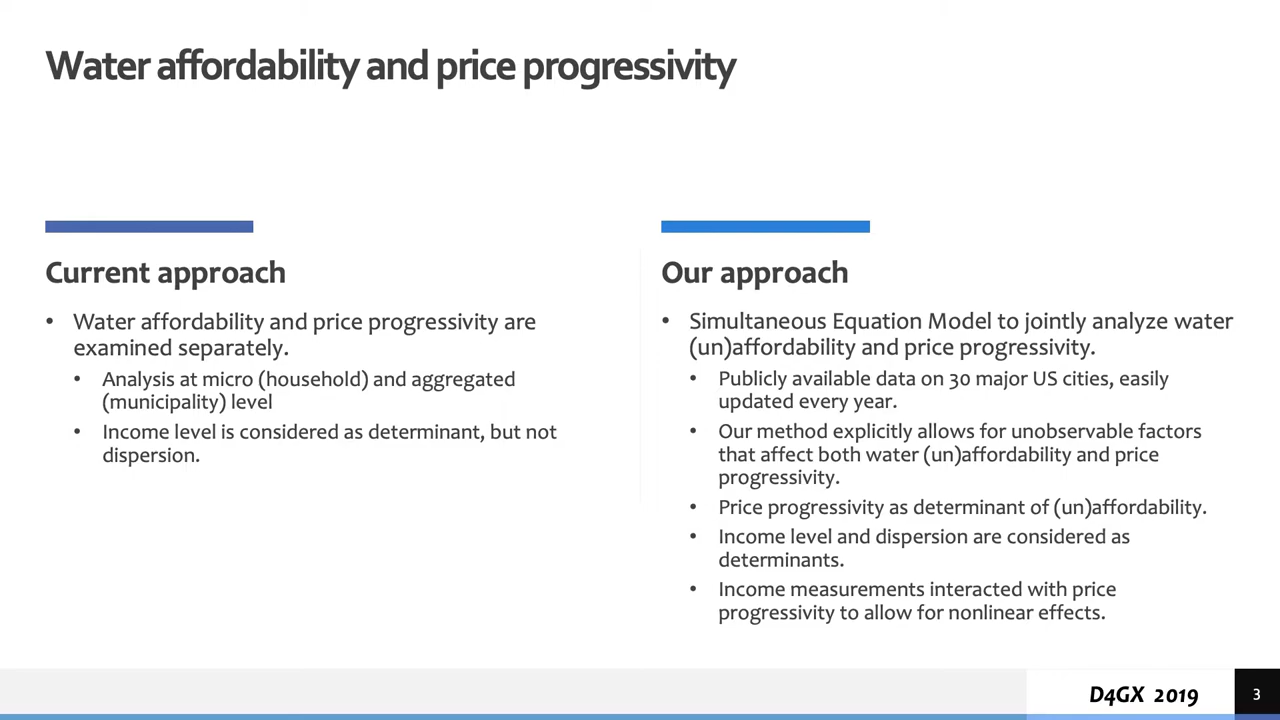 Water affordability and price progressivity
Current approach
• Water affordability and price progressivity are
examined separately.
• Analysis at micro (household) and aggregated
(municipality) level
• Income level is considered as determinant, but not
dispersion.
Our approach
• Simultaneous Equation Model to jointly analyze water
(un)affordability and price progressivity.
• Publicly available data on 30 major US cities, easily
updated every year.
• Our method explicitly allows for unobservable factors
that affect both water (un)affordability and price
progressivity.
• Price progressivity as determinant of (un)affordability.
• Income level and dispersion are considered as
determinants.
• Income measurements interacted with price
progressivity to allow for nonlinear effects.
D4GX 2019
3